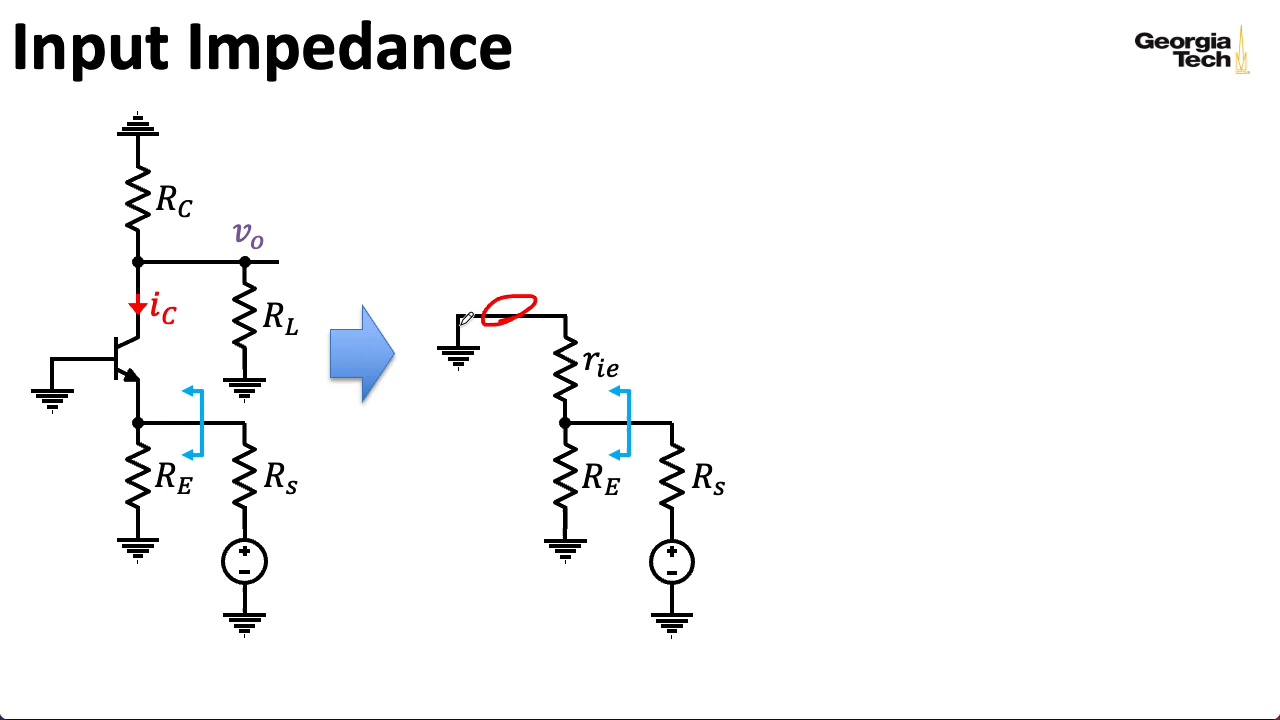 Input Impedance
Georgia
Tech
R_C
v_o
i_C
R_L
r_ie
R_E
R_s
R_E
R_s
+
-
+
-